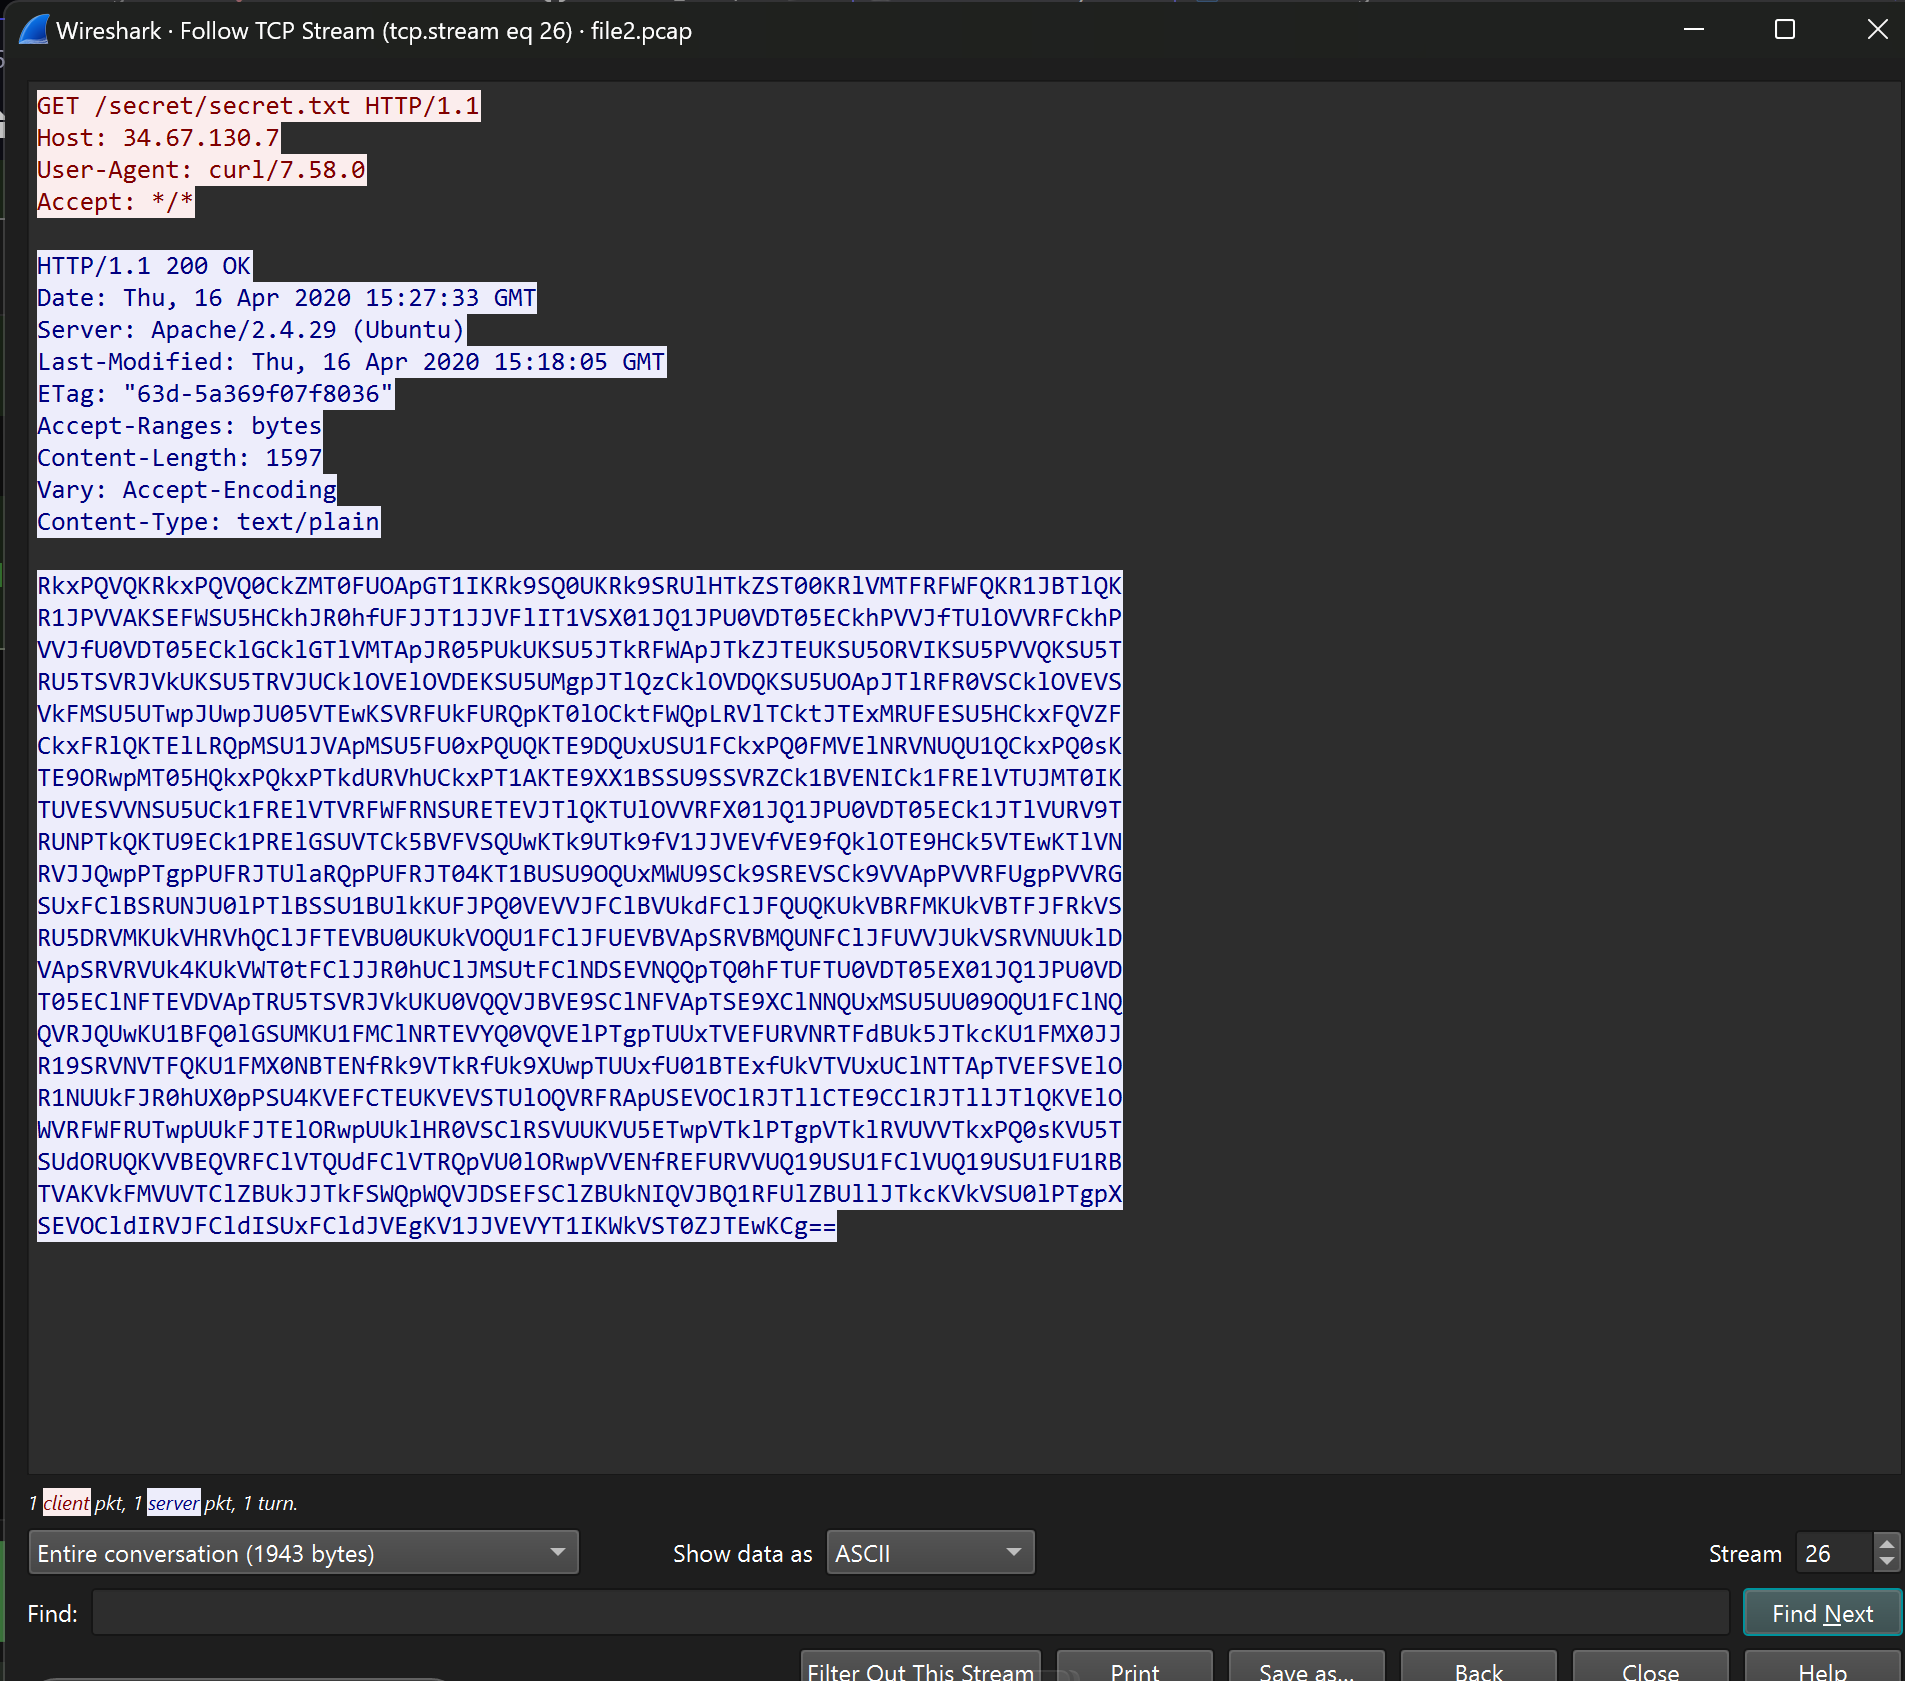 Wireshark · Follow TCP Stream (tcp.stream eq 26) · file2.pcap
GET /secret/secret.txt HTTP/1.1
Host: 34.67.130.7
User-Agent: curl/7.58.0
Accept: */*
HTTP/1.1 200 OK
Date: Thu, 16 Apr 2020 15:27:33 GMT
Server: Apache/2.4.29 (Ubuntu)
Last-Modified: Thu, 16 Apr 2020 15:18:05 GMT
ETag: "63d-5a369f07f8036"
Accept-Ranges: bytes
Content-Length: 1597
Vary: Accept-Encoding
Content-Type: text/plain
RkxPQVQKRkxPQVQ0CkZMT0FUOApGT1IKRk9SQ0UKRk9SRUlHTkZST00KRlVMTFRFWFQKR1JBTlQK
R1JPVVAKSEFWSU5HCkhJR0hfUFJJT1JJVFlIT1VSX01JQ1JPU0VDT05ECkhPVVJfTUlOVVRFCkhP
VVJfU0VDT05ECklGCklGTlVMTApJR05PUkUKSU5JTkRFWApJTkZJTEUKSU5ORVIKSU5PVVQKSU5T
RU5TSVRJVkUKSU5TRVJUCklOVElOVDEKSU5UMgpJTlQzCklOVDQKSU5UOApJTlRFR0VSCklOVEVS
VkFMSU5UTwpJUwpJU05VTEwKSVRFUkFURQpKT0lOCktFWQpLRVlTCktJTExMRUFESU5HCkxFQVZF
CkxFRlQKTElLRQpMSU1JVApMSU5FU0xPQUQKTE9DQUxUSU1FCkxPQ0FMVElNRVNUQU1QCkxPQ0sK
TE9ORwpMT05HQkxPQkxPTkdURVhUCkxPT1AKTE9XX1BSSU9SSVRZCk1BVENICk1FRElVTUJMT0IK
TUVESVVNSU5UCk1FRElVTVRFWFRNSURETEVJTlQKTUlOVVRFX01JQ1JPU0VDT05ECk1JTlVURV9T
RUNPTkQKTU9ECk1PRElGSUVTCk5BVFVSQUwKTk9UTk9fV1JJVEVfVE9fQklOTE9HCk5VTEwKTlVN
RVJJQwpPTgpPUFRJTUlaRQpPUFRJT04KT1BUSU9OQUxMWU9SCk9SREVSCk9VVApPVVRFUgpPVVRG
SUxFClBSRUNJU0lPTlBSSU1BUlkKUFJPQ0VEVVJFClBVUkdFClJFQUQKUkVBRFMKUkVBTFJFRkVS
RU5DRVMKUkVHRVhQClJFTEVBU0UKUkVOQU1FClJFUEVBVApSRVBMQUNFClJFUVVJUkVSRVNUUklD
VApSRVRVUk4KUkVWT0tFClJJR0hUClJMSUtFClNDSEVNQQpTQ0hFTUFTU0VDT05EX01JQ1JPU0VD
T05EClNFTEVDVApTRU5TSVRJVkUKU0VQQVJBVE9SClNFVApTSE9XClNNQUxMSU5UU09OQU1FClNQ
QVRJQUwKU1BFQ0lGSUMKU1FMClNRTEVYQ0VQVElPTgpTUUxTVEFURVNRTFdBUk5JTkcKU1FMX0JJ
R19SRVNVTFQKU1FMX0NBTENfRk9VTkRfUk9XUwpTUUxfU01BTExfUkVTVUxUClNTTApTVEFSVElO
R1NUUkFJR0hUX0pPSU4KVEFCTEUKVEVSTUlOQVRFRApUSEVOClRJTllCTE9CClRJTllJTlQKVElO
WVRFWFRUTwpUUkFJTElORwpUUklHR0VSClRSVUUKVU5ETwpVTklPTgpVTklRVUVVTkxPQ0sKVU5T
SUdORUQKVVBEQVRFClVTQUdFClVTRQpVU0lORwpVVENfREFURVVUQ19USU1FClVUQ19USU1FU1RB
TVAKVkFMVUVTClZBUkJJTkFSWQpWQVJDSEFSClZBUkNIQVJBQ1RFUlZBUllJTkcKVkVSU0lPTgpX
SEVOCldIRVJFCldISUxFCldJVEgKV1JJVEVYT1IKWkVST0ZJTEwKCg==
1 client pkt, 1 server pkt, 1 turn.
Entire conversation (1943 bytes) Show data as ASCII Stream 26
Find: Find Next
Filter Out This Stream Print Save as... Back Close Help